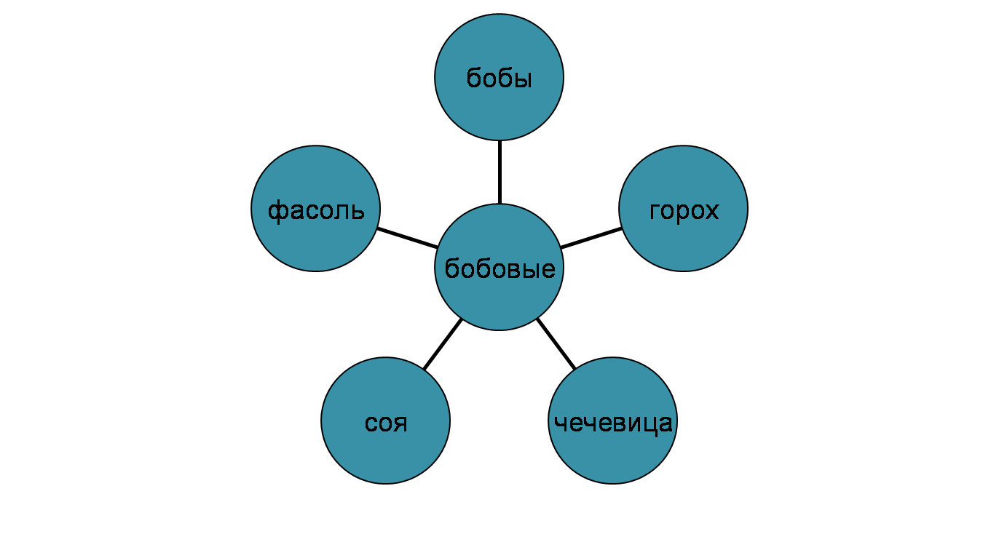 бобы
фасоль
горох
бобовые
соя
чечевица